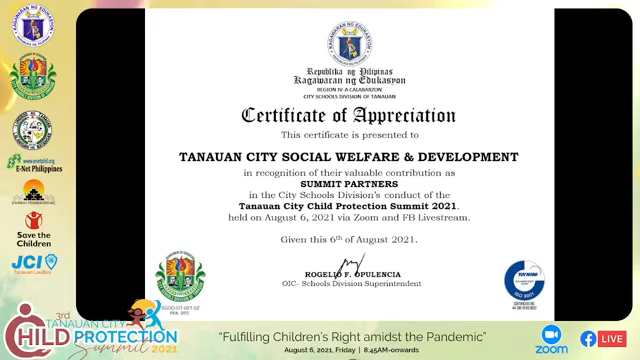 Republika ng Pilipinas
Kagawaran ng Edukasyon
REGION IV-A CALABARZON
CITY SCHOOLS DIVISION OF TANAUAN
Certificate of Appreciation
This certificate is presented to
TANAUAN CITY SOCIAL WELFARE & DEVELOPMENT
in recognition of their valuable contribution as
SUMMIT PARTNERS
in the City Schools Division's conduct of the
Tanauan City Child Protection Summit 2021.
held on August 6, 2021 via Zoom and FB Livestream.
Given this 6th of August 2021.
ROGELIO F. OPULENCIA
OIC- Schools Division Superintendent
TUV NORD
ISO 9001
E-Net Philippines
Save the
Children
JCI
Tanauan
3rd
TANAUAN CITY
CHILD PROTECTION
Summit 2021
"Fulfilling Children's Right amidst the Pandemic"
August 6, 2021, Friday | 8:45AM-onwards
zoom
LIVE